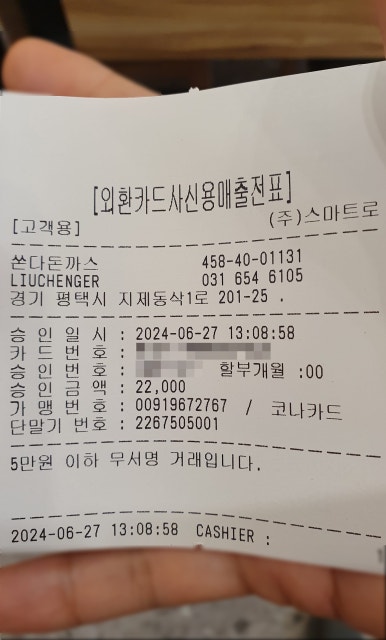 [외환카드사신용매출전표]
[고객용] (주)스마트로
쏜다돈까스 458-40-01131
LIUCHENGER 031 654 6105
경기 평택시 지제동삭1로 201-25 .
승 인 일 시 : 2024-06-27 13:08:58
카 드 번 호 :
승 인 번 호 : 할부개월 :00
승 인 금 액 : 22,000
가 맹 번 호 : 00919672767 / 코나카드
단말기 번호 : 2267505001
5만원 이하 무서명 거래입니다.
2024-06-27 13:08:58 CASHIER :